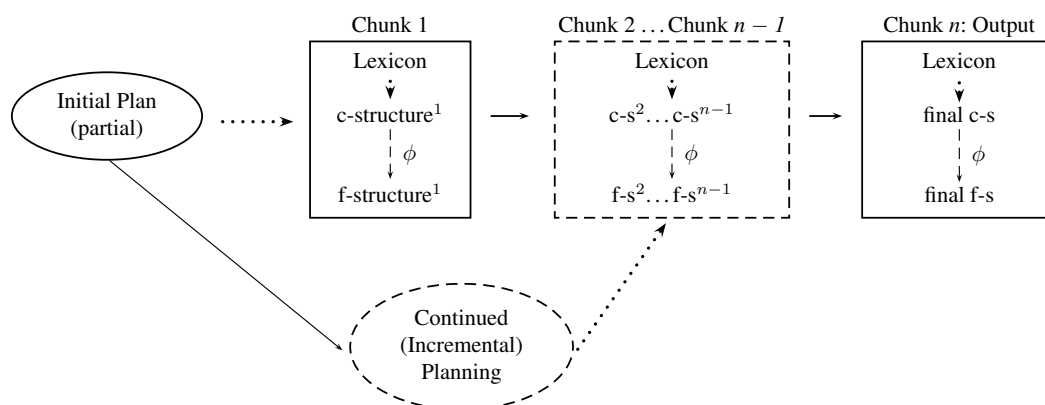 Chunk 1
Chunk 2 … Chunk n − 1
Chunk n: Output
Initial Plan
(partial)
Lexicon
c-structure¹
ϕ
f-structure¹
Lexicon
c-s²… c-sⁿ⁻¹
ϕ
f-s²… f-sⁿ⁻¹
Lexicon
final c-s
ϕ
final f-s
Continued
(Incremental)
Planning